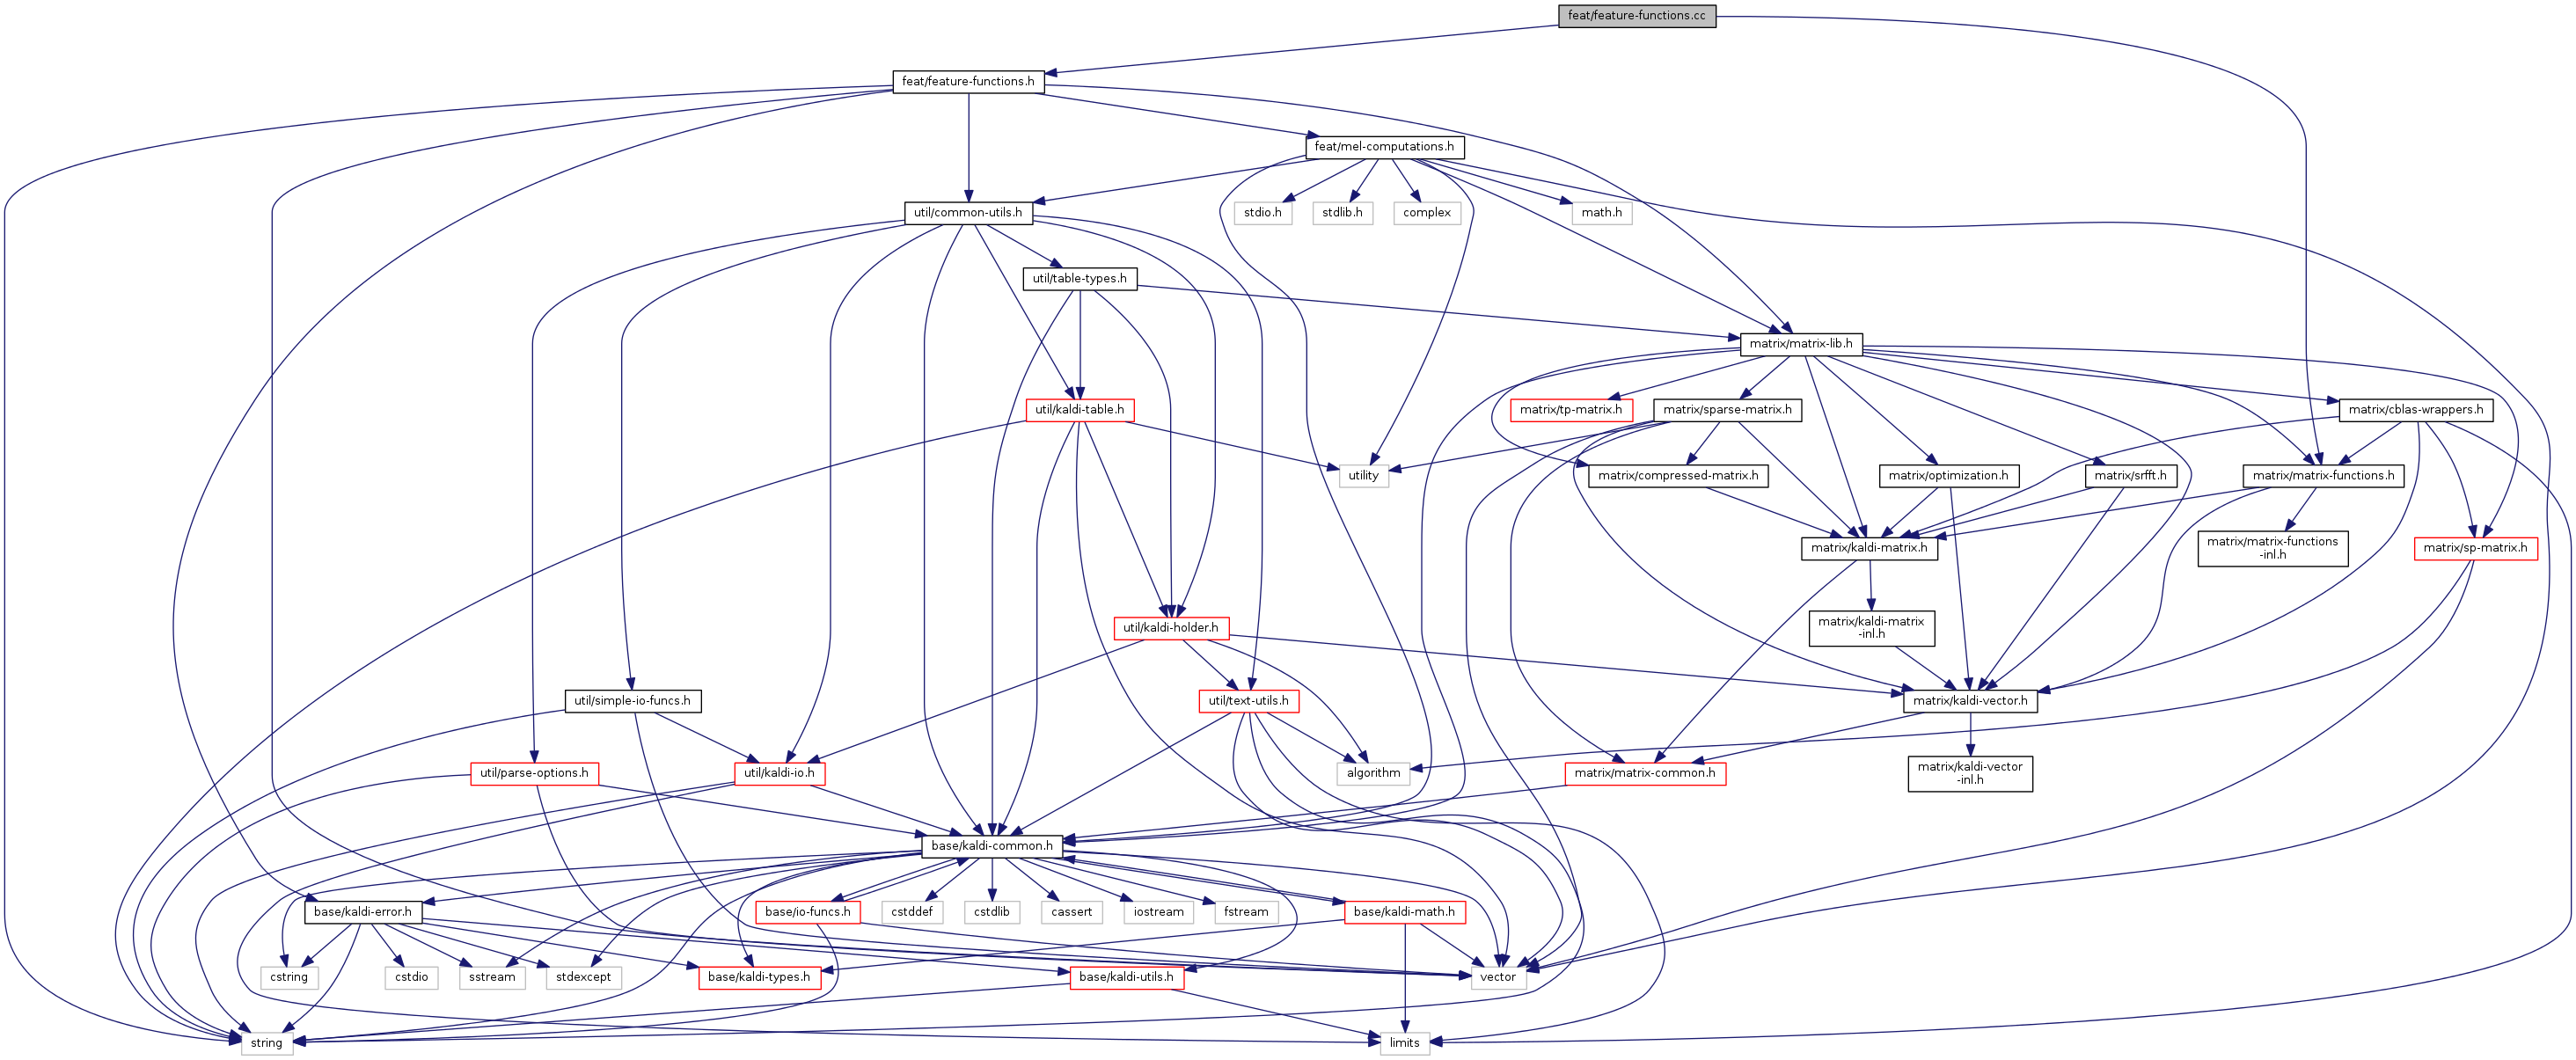 feat/feature-functions.cc
feat/feature-functions.h
feat/mel-computations.h
util/common-utils.h
stdio.h
stdlib.h
complex
math.h
util/table-types.h
matrix/matrix-lib.h
util/kaldi-table.h
matrix/tp-matrix.h
matrix/sparse-matrix.h
matrix/cblas-wrappers.h
utility
matrix/compressed-matrix.h
matrix/optimization.h
matrix/srfft.h
matrix/matrix-functions.h
matrix/kaldi-matrix.h
matrix/matrix-functions
-inl.h
matrix/sp-matrix.h
util/kaldi-holder.h
matrix/kaldi-matrix
-inl.h
util/simple-io-funcs.h
util/text-utils.h
matrix/kaldi-vector.h
util/parse-options.h
util/kaldi-io.h
algorithm
matrix/matrix-common.h
matrix/kaldi-vector
-inl.h
base/kaldi-common.h
base/kaldi-error.h
base/io-funcs.h
cstddef
cstdlib
cassert
iostream
fstream
base/kaldi-math.h
cstring
cstdio
sstream
stdexcept
base/kaldi-types.h
base/kaldi-utils.h
vector
string
limits